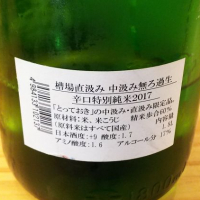 槽場直汲み 中汲み無ろ過生
辛口特別純米2017
『とっておき』の中汲み・直汲み限定品。
原材料:米、米こうじ 精米歩合60%
(原料米はすべて国産) 内容量
日本酒度:+9 酸度:1.7
アミノ酸度:1.6 アルコール分 17%